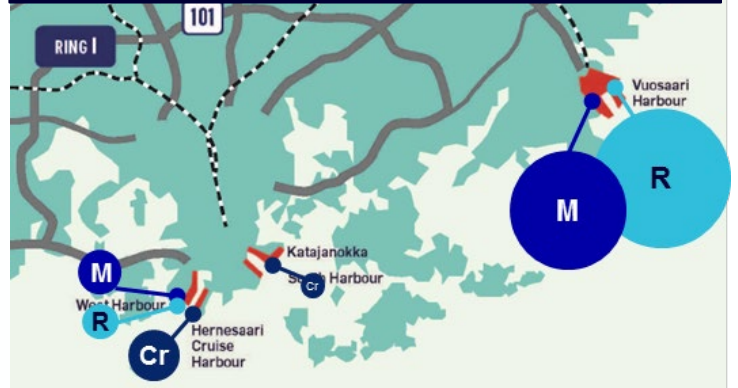 101
RING I
Vuosaari
Harbour
R
M
Katajanokka
South Harbour
Cr
M
West Harbour
R
Hernesaari
Cruise
Harbour
Cr